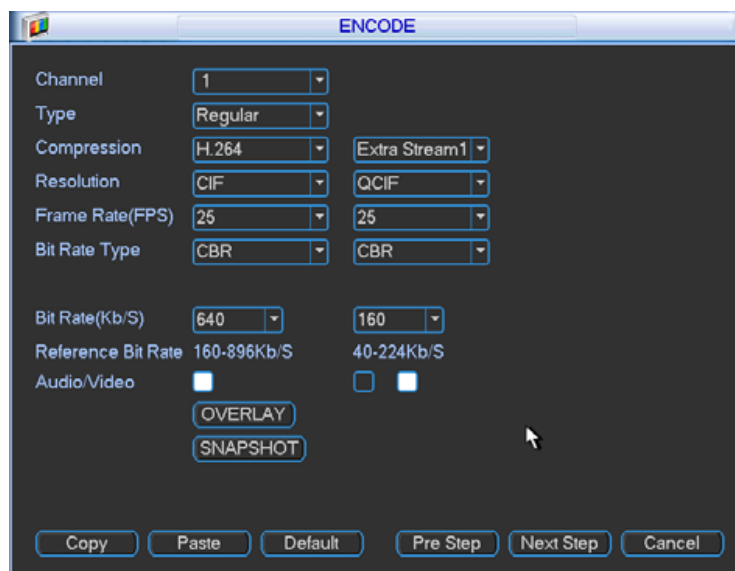 ENCODE
Channel 1
Type Regular
Compression H.264 Extra Stream1
Resolution CIF QCIF
Frame Rate(FPS) 25 25
Bit Rate Type CBR CBR
Bit Rate(Kb/S) 640 160
Reference Bit Rate 160-896Kb/S 40-224Kb/S
Audio/Video
OVERLAY
SNAPSHOT
Copy Paste Default Pre Step Next Step Cancel